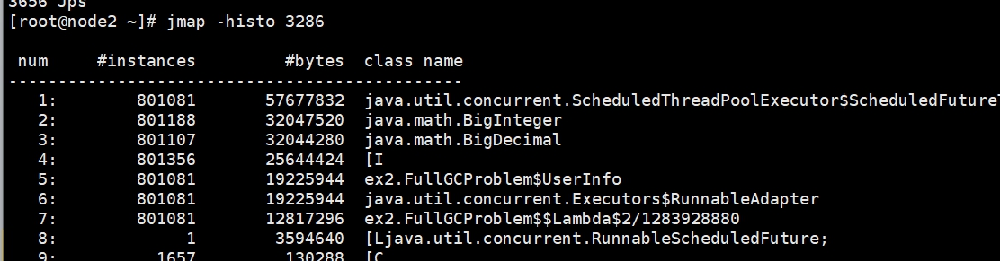 3656 Jps
[root@node2 ~]# jmap -histo 3286
num #instances #bytes class name
----------------------------------------------
1: 801081 57677832 java.util.concurrent.ScheduledThreadPoolExecutor$ScheduledFutureT
2: 801188 32047520 java.math.BigInteger
3: 801107 32044280 java.math.BigDecimal
4: 801356 25644424 [I
5: 801081 19225944 ex2.FullGCProblem$UserInfo
6: 801081 19225944 java.util.concurrent.Executors$RunnableAdapter
7: 801081 12817296 ex2.FullGCProblem$$Lambda$2/1283928880
8: 1 3594640 [Ljava.util.concurrent.RunnableScheduledFuture;
9: 1657 130288 [C